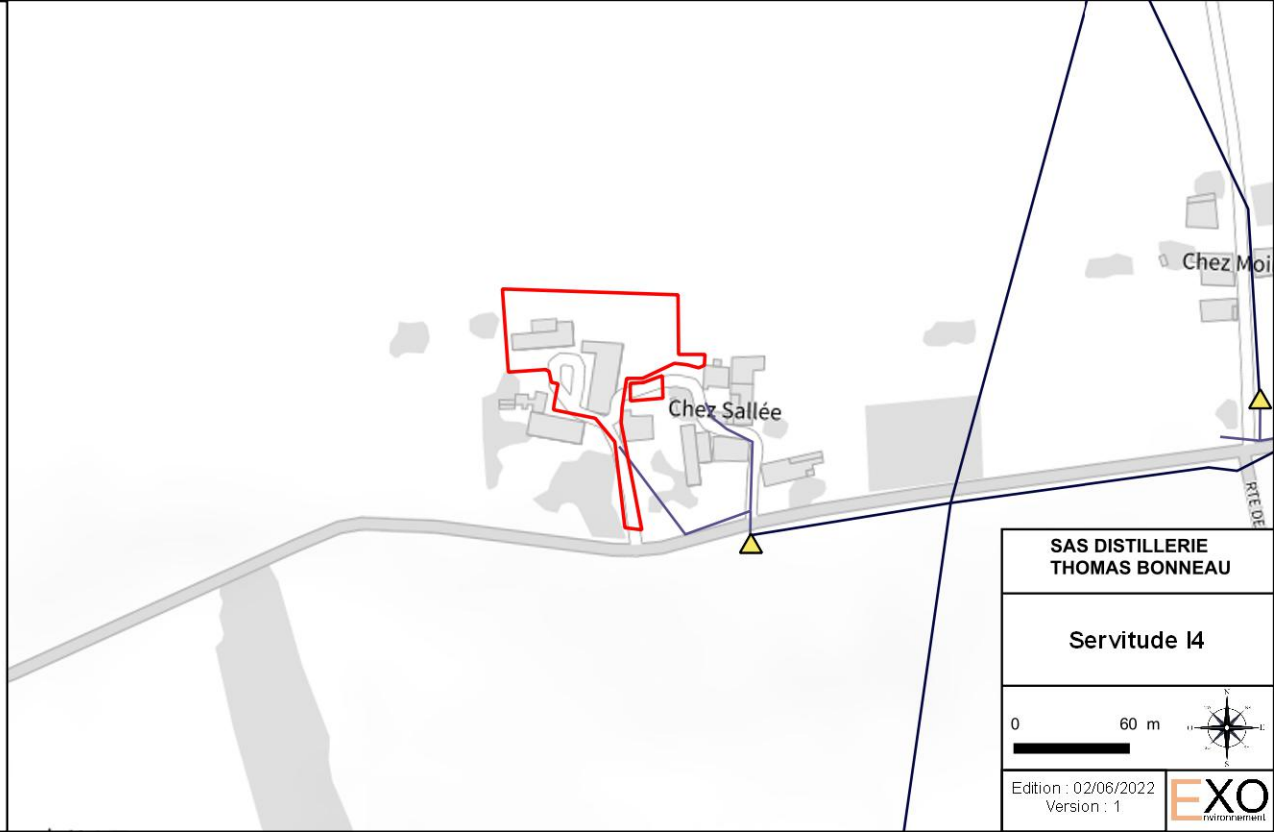 Chez Moi
Chez Sallée
RTE DE
SAS DISTILLERIE
THOMAS BONNEAU
Servitude I4
0 60 m
N
O E
S
Edition : 02/06/2022
Version : 1
EXO
nvironnement